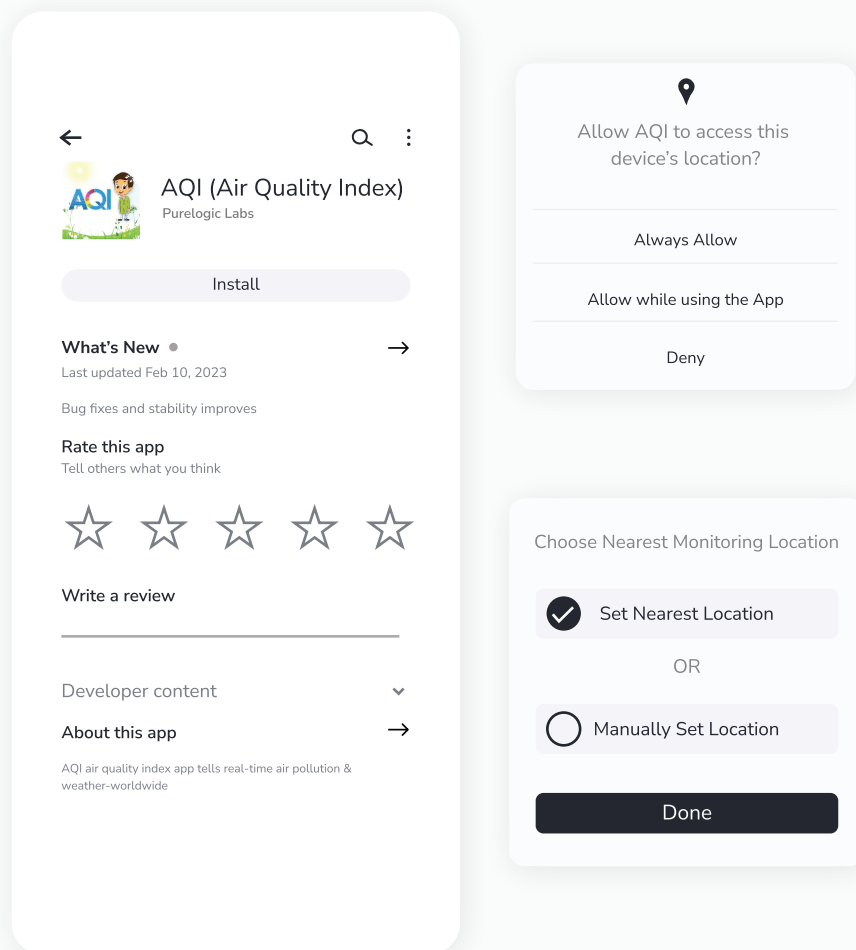 AQI
AQI (Air Quality Index)
Purelogic Labs
Install
What’s New
Last updated Feb 10, 2023
Bug fixes and stability improves
Rate this app
Tell others what you think
Write a review
Developer content
About this app
AQI air quality index app tells real-time air pollution &
weather-worldwide
Allow AQI to access this
device’s location?
Always Allow
Allow while using the App
Deny
Choose Nearest Monitoring Location
Set Nearest Location
OR
Manually Set Location
Done